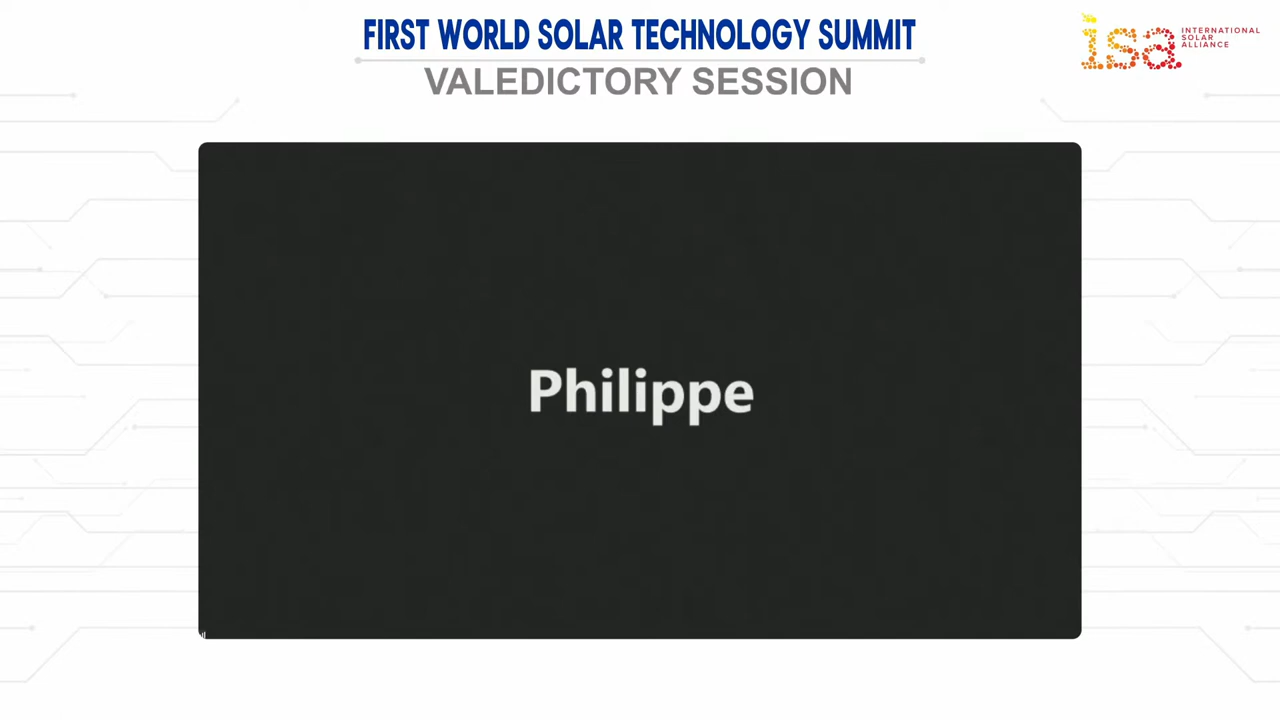 FIRST WORLD SOLAR TECHNOLOGY SUMMIT
VALEDICTORY SESSION
isa INTERNATIONAL
SOLAR
ALLIANCE
Philippe